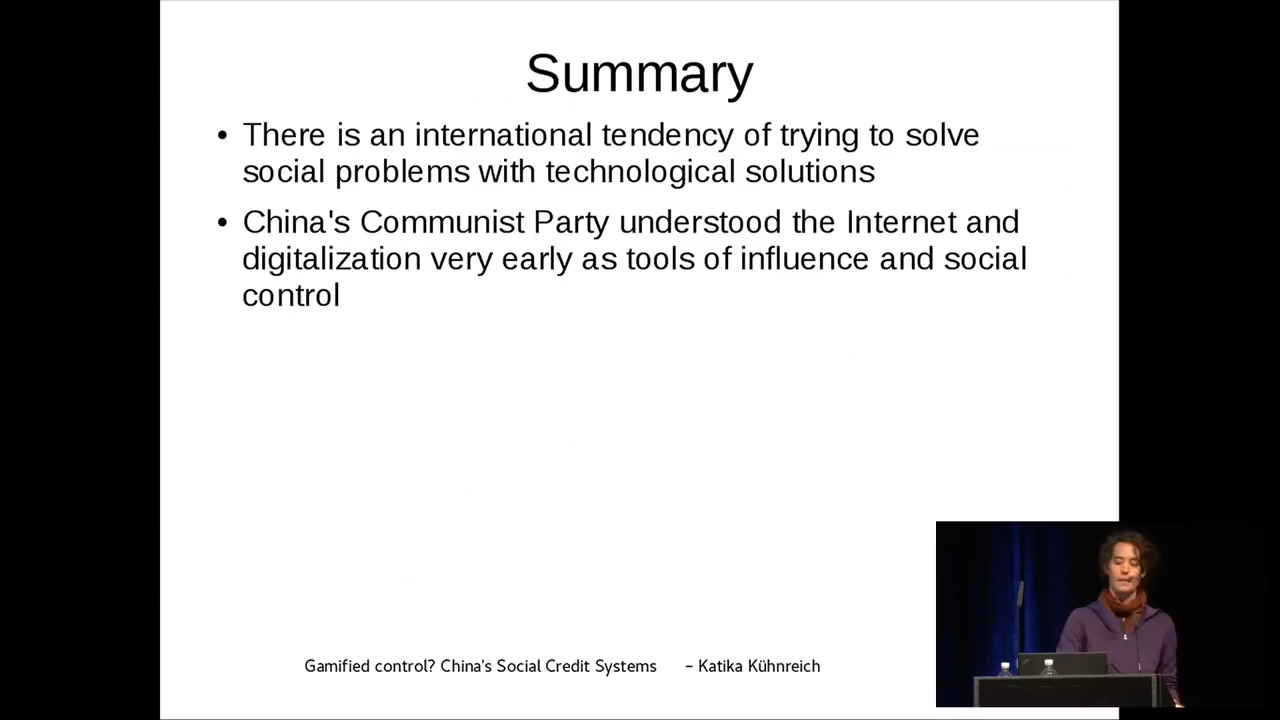 Summary
• There is an international tendency of trying to solve
social problems with technological solutions
• China's Communist Party understood the Internet and
digitalization very early as tools of influence and social
control
Gamified control? China's Social Credit Systems – Katika Kühnreich